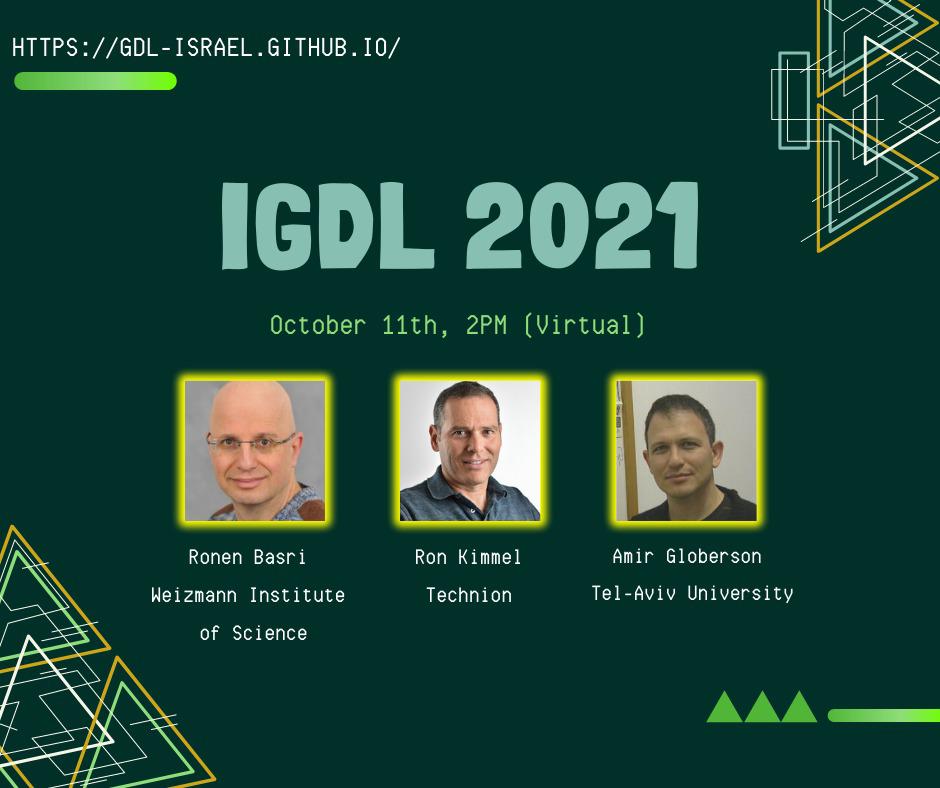 HTTPS://GDL-ISRAEL.GITHUB.IO/
IGDL 2021
October 11th, 2PM (Virtual)
Ronen Basri
Weizmann Institute
of Science
Ron Kimmel
Technion
Amir Globerson
Tel-Aviv University